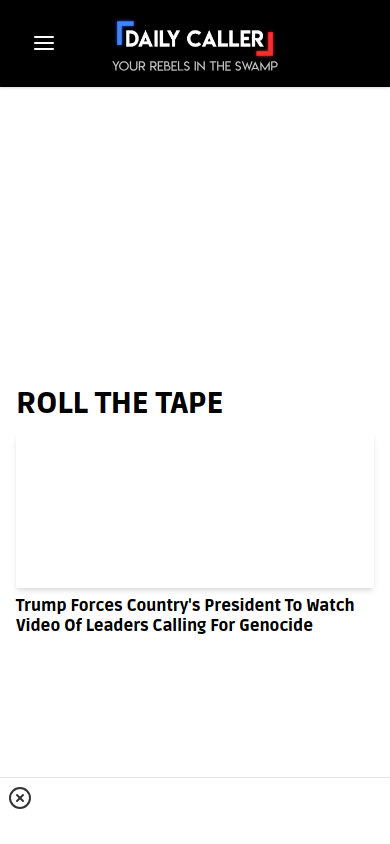 DAILY CALLER
YOUR REBELS IN THE SWAMP
ROLL THE TAPE
Trump Forces Country's President To Watch
Video Of Leaders Calling For Genocide